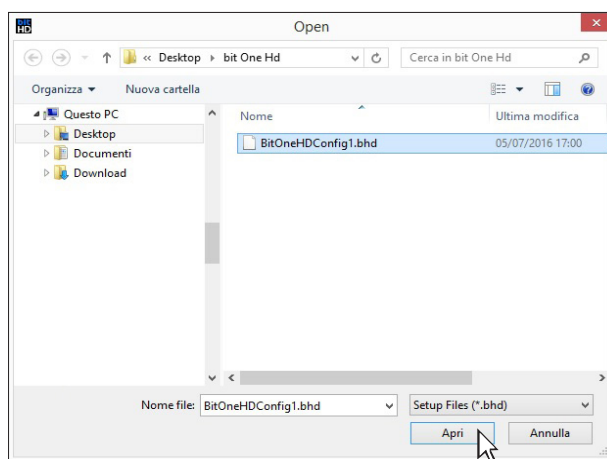 BIT HD
Open
« Desktop ▸ bit One Hd
Cerca in bit One Hd
Organizza
Nuova cartella
Questo PC
Desktop
Documenti
Download
Nome
Ultima modifica
BitOneHDConfig1.bhd
05/07/2016 17:00
Nome file:
BitOneHDConfig1.bhd
Setup Files (*.bhd)
Apri
Annulla